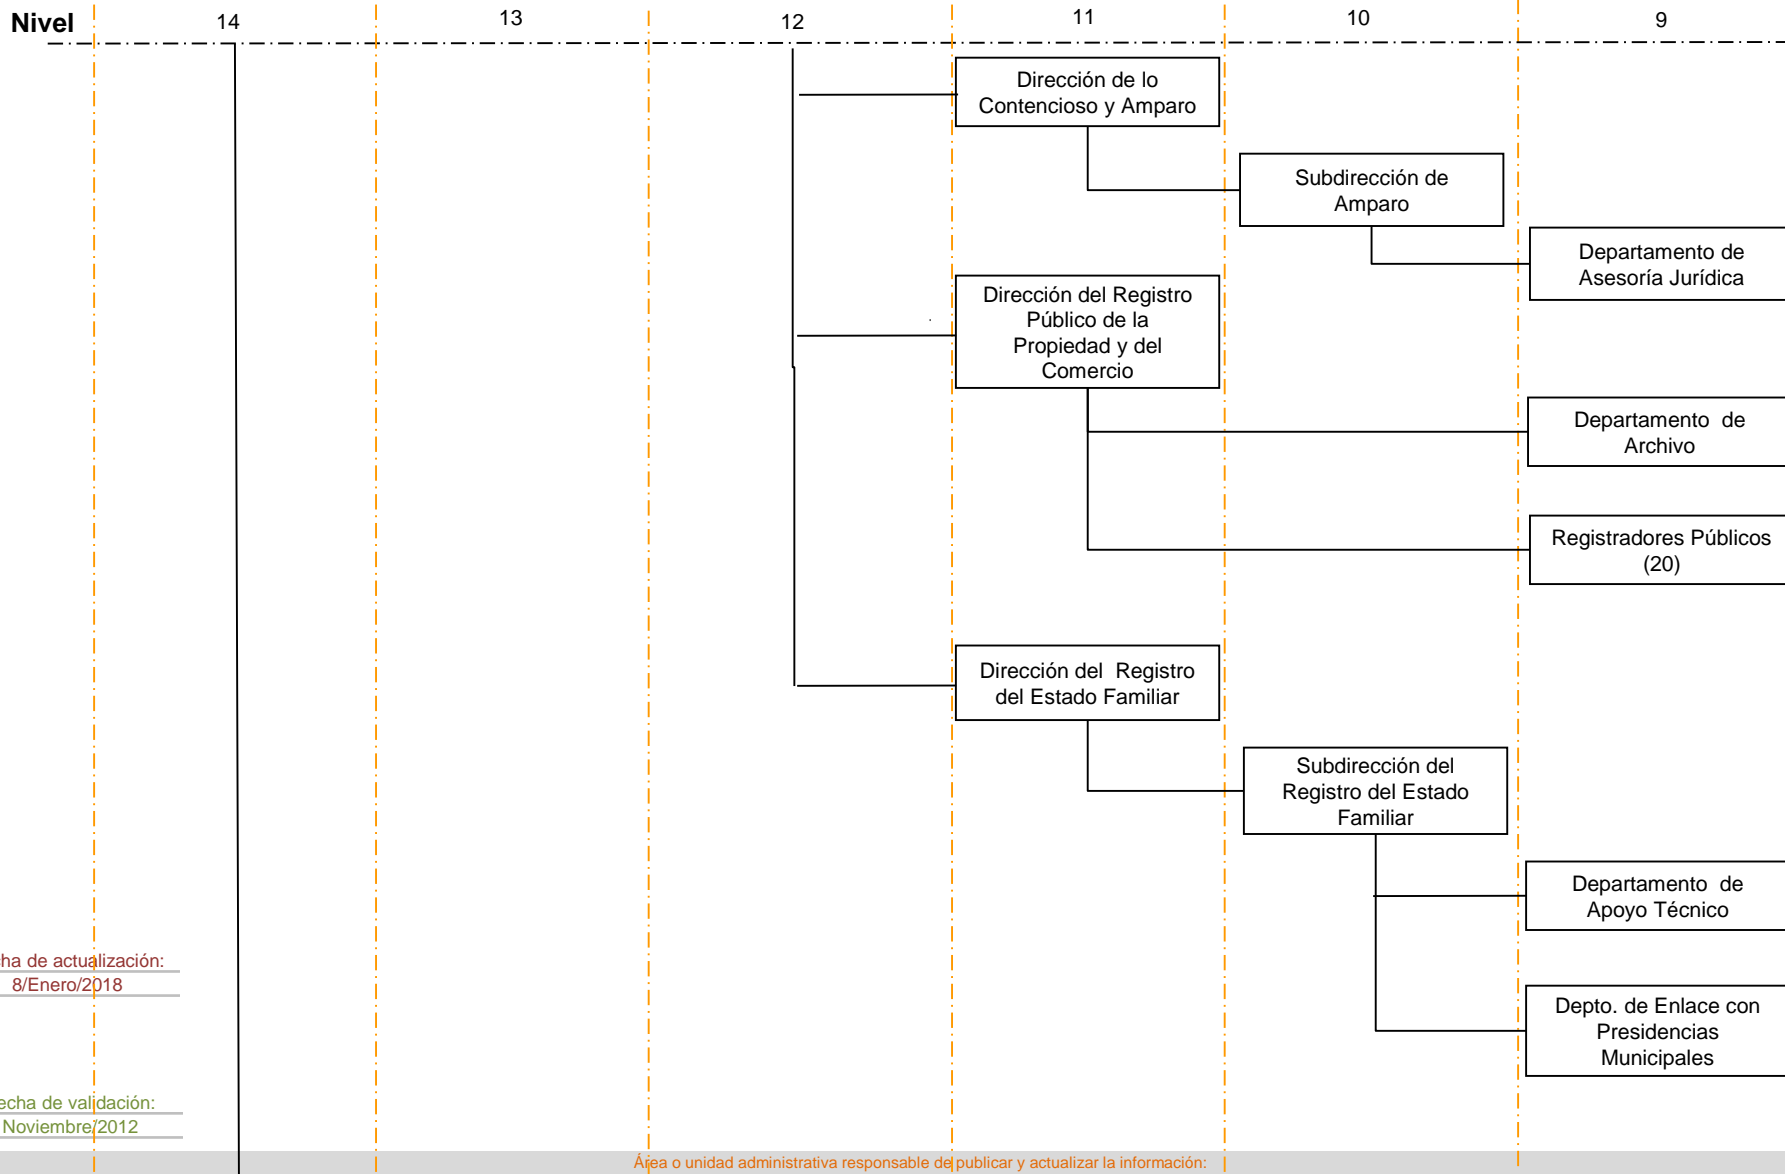 Nivel 14 13 12 11 10 9
Dirección de lo
Contencioso y Amparo
Subdirección de
Amparo
Departamento de
Asesoría Jurídica
Dirección del Registro
Público de la
Propiedad y del
Comercio
Departamento de
Archivo
Registradores Públicos
(20)
Dirección del Registro
del Estado Familiar
Subdirección del
Registro del Estado
Familiar
Departamento de
Apoyo Técnico
Depto. de Enlace con
Presidencias
Municipales
cha de actualización:
8/Enero/2018
echa de validación:
Noviembre/2012
Área o unidad administrativa responsable de publicar y actualizar la información: